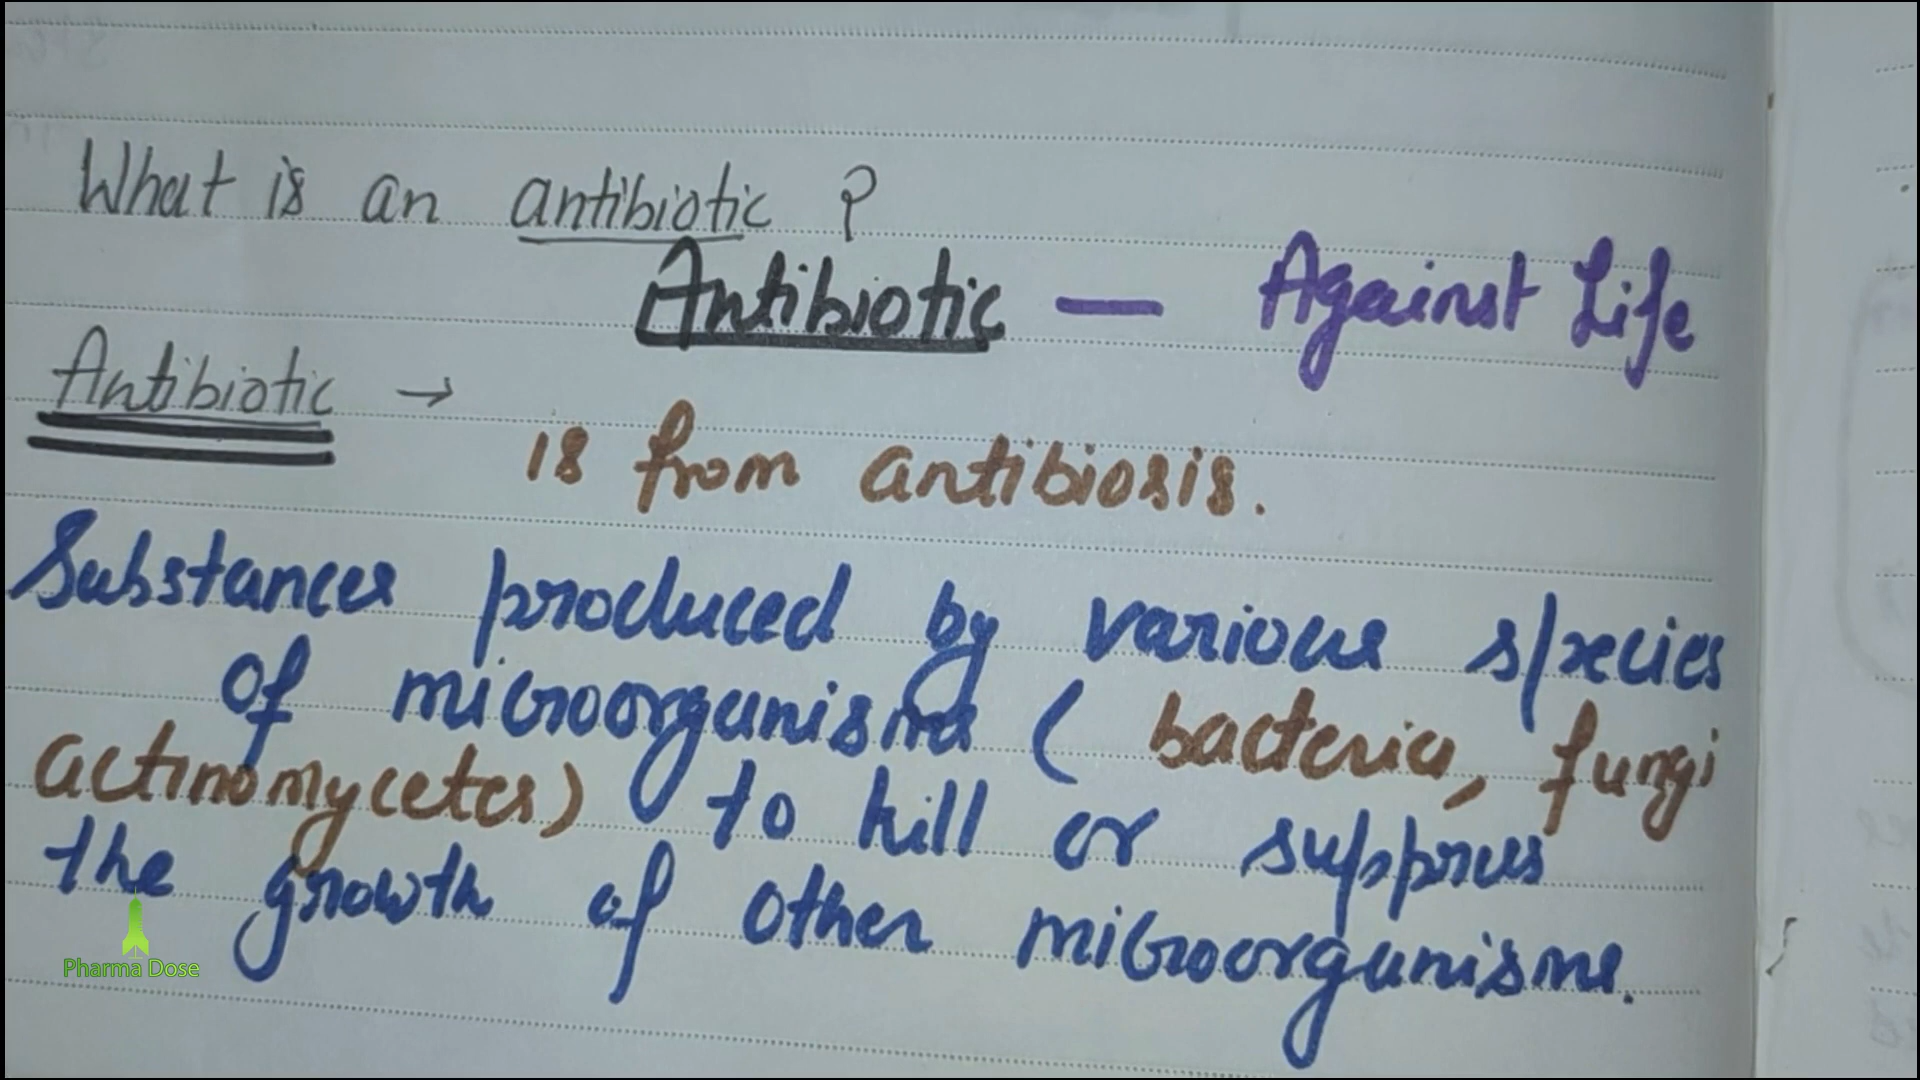 What is an antibiotic ?
Antibiotic — Against Life
Antibiotic →
is from antibiosis.
Substances produced by various species
of microorganisms ( bacteria, fungi
actinomycetes) to kill or suppress
the growth of other microorganisms.
Pharma Dose